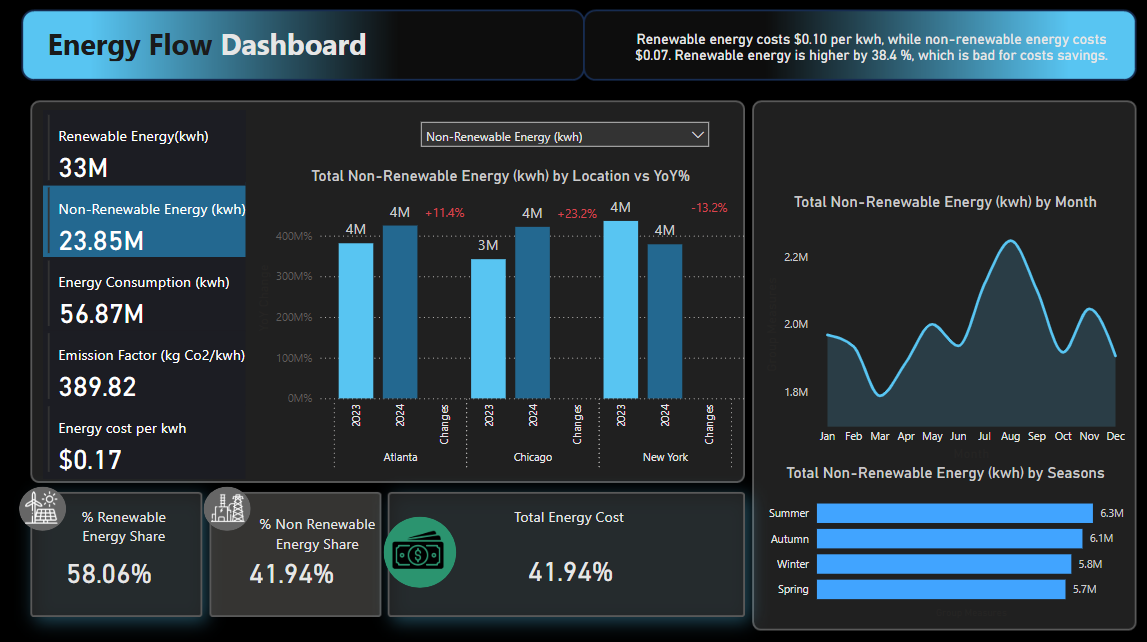 Energy Flow Dashboard
Renewable energy costs $0.10 per kwh, while non-renewable energy costs
$0.07. Renewable energy is higher by 38.4 %, which is bad for costs savings.
Renewable Energy(kwh)
33M
Non-Renewable Energy (kwh)
23.85M
Energy Consumption (kwh)
56.87M
Emission Factor (kg Co2/kwh)
389.82
Energy cost per kwh
$0.17
Non-Renewable Energy (kwh)
Total Non-Renewable Energy (kwh) by Location vs YoY%
4M
4M
+11.4%
3M
4M
+23.2%
4M
4M
-13.2%
400M%
300M%
200M%
100M%
0M%
2023
2024
Changes
2023
2024
Changes
2023
2024
Changes
Atlanta
Chicago
New York
Total Non-Renewable Energy (kwh) by Month
2.2M
2.0M
1.8M
Jan Feb Mar Apr May Jun Jul Aug Sep Oct Nov Dec
Total Non-Renewable Energy (kwh) by Seasons
Summer 6.3M
Autumn 6.1M
Winter 5.8M
Spring 5.7M
% Renewable
Energy Share
58.06%
% Non Renewable
Energy Share
41.94%
Total Energy Cost
41.94%